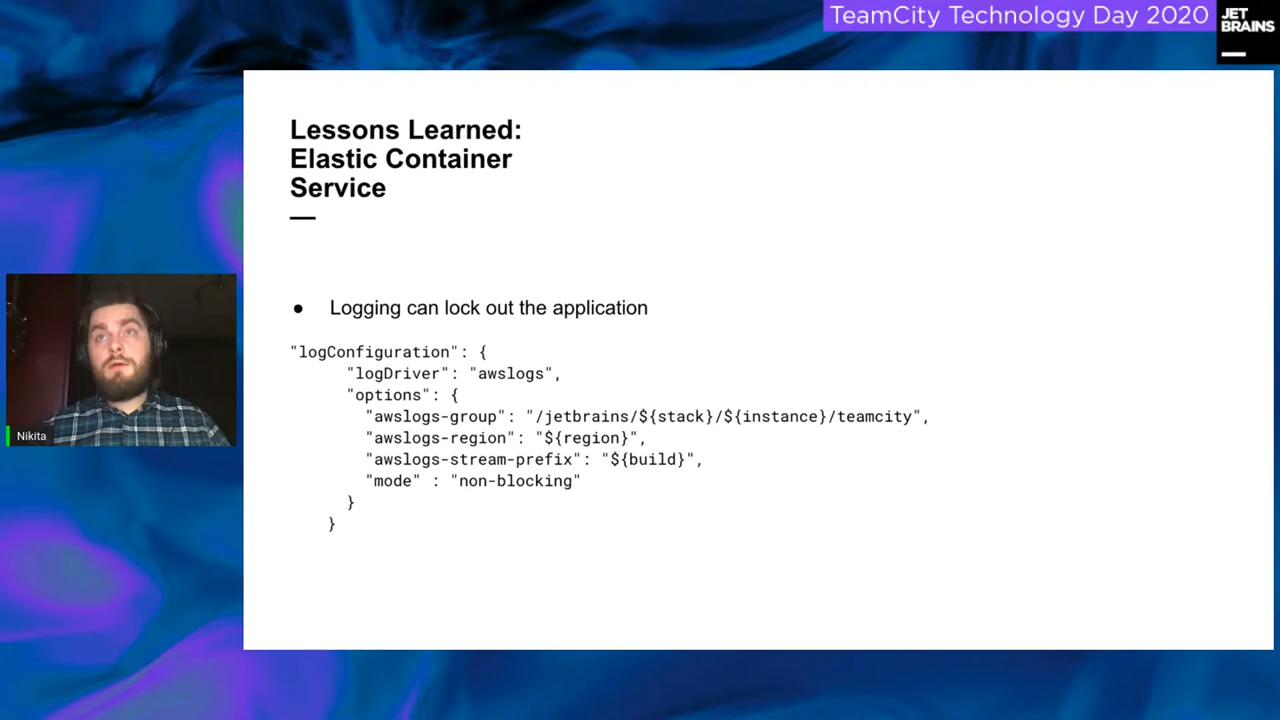 TeamCity Technology Day 2020
JET
BRAINS
Lessons Learned:
Elastic Container
Service
● Logging can lock out the application
"logConfiguration": {
"logDriver": "awslogs",
"options": {
"awslogs-group": "/jetbrains/${stack}/${instance}/teamcity",
"awslogs-region": "${region}",
"awslogs-stream-prefix": "${build}",
"mode" : "non-blocking"
}
}
Nikita